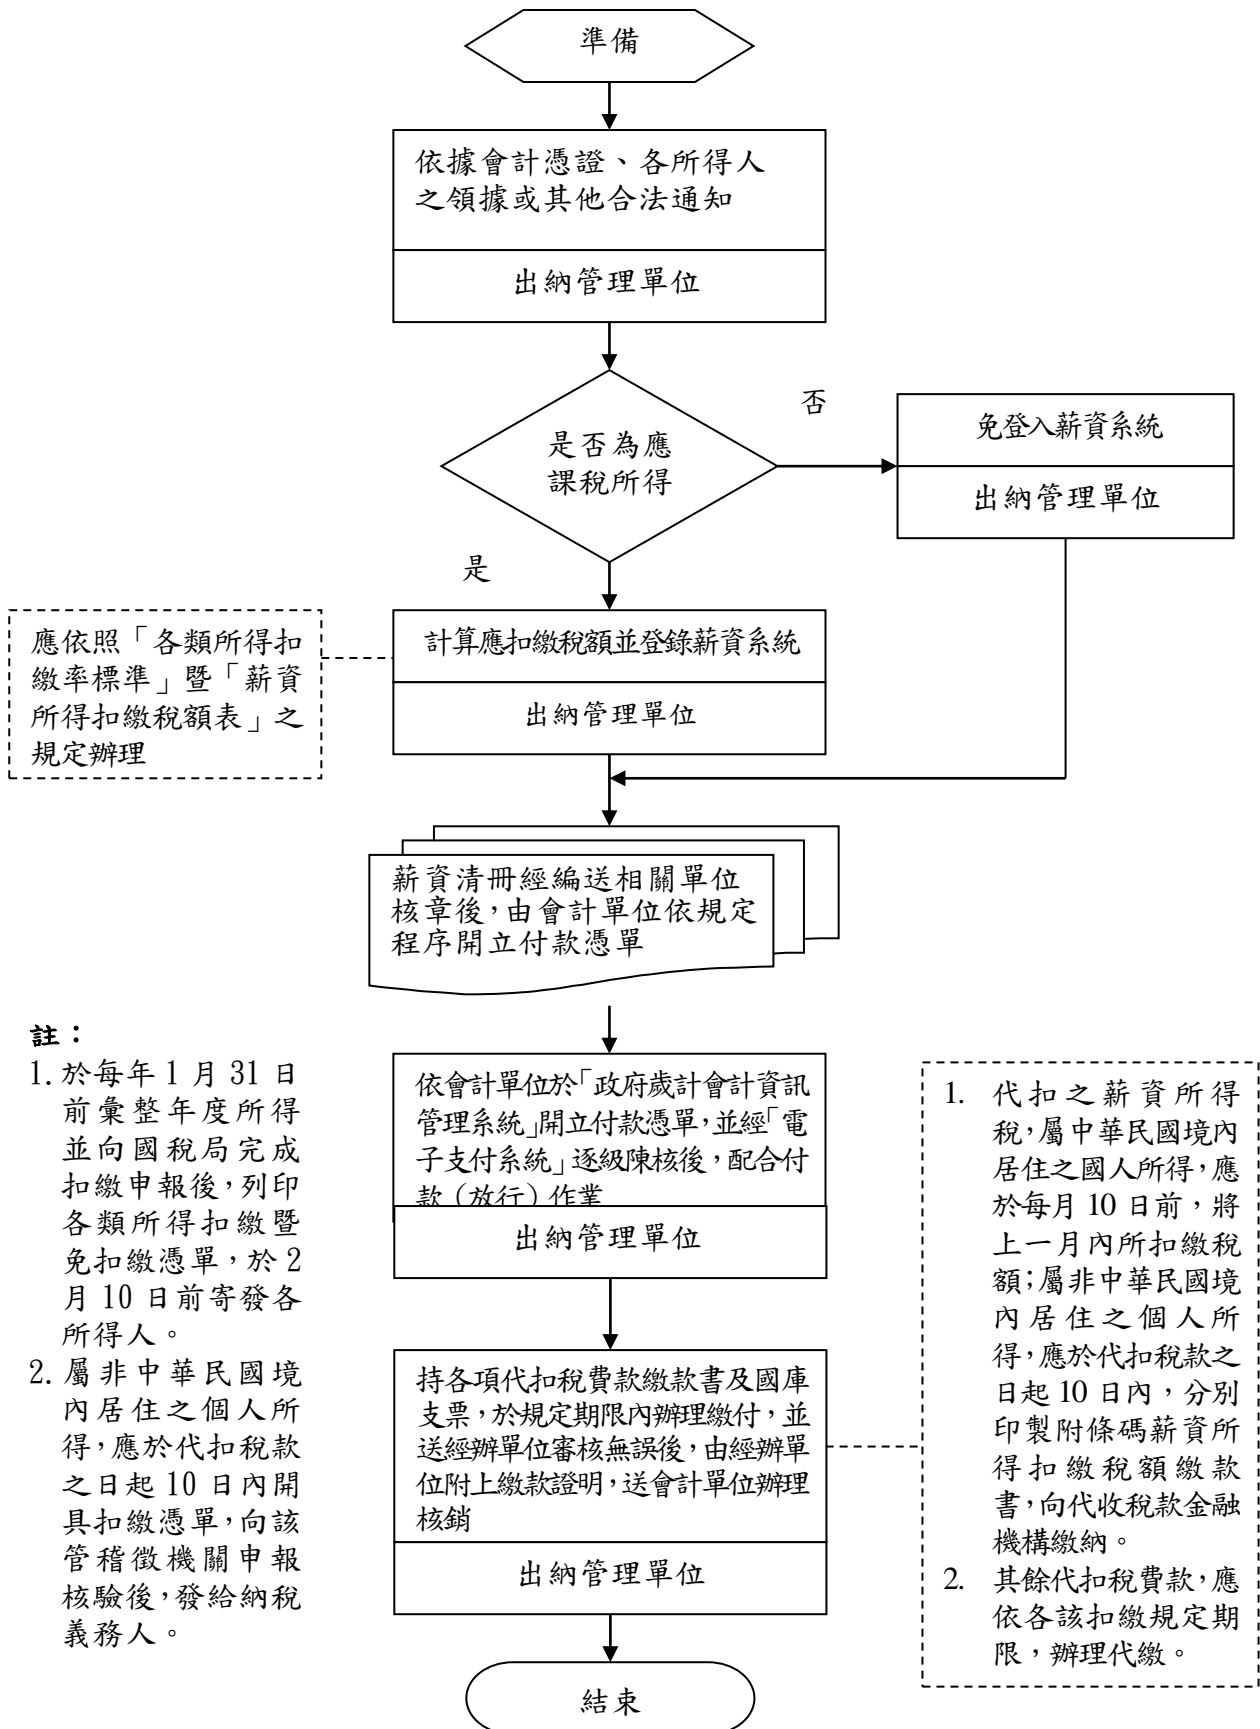 準備
依據會計憑證、各所得人
之領據或其他合法通知
出納管理單位
是否為應
課稅所得
否
免登入薪資系統
出納管理單位
是
應依照「各類所得扣
繳率標準」暨「薪資
所得扣繳稅額表」之
規定辦理
計算應扣繳稅額並登錄薪資系統
出納管理單位
薪資清冊經編送相關單位
核章後，由會計單位依規定
程序開立付款憑單
註：
1. 於每年 1 月 31 日
前彙整年度所得
並向國稅局完成
扣繳申報後，列印
各類所得扣繳暨
免扣繳憑單，於 2
月 10 日前寄發各
所得人。
2. 屬非中華民國境
內居住之個人所
得，應於代扣稅款
之日起 10 日內開
具扣繳憑單，向該
管稽徵機關申報
核驗後，發給納稅
義務人。
依會計單位於「政府歲計會計資訊
管理系統」開立付款憑單，並經「電
子支付系統」逐級陳核後，配合付
款（放行）作業
出納管理單位
持各項代扣稅費款繳款書及國庫
支票，於規定期限內辦理繳付，並
送經辦單位審核無誤後，由經辦單
位附上繳款證明，送會計單位辦理
核銷
出納管理單位
1. 代扣之薪資所得
稅，屬中華民國境內
居住之國人所得，應
於每月 10 日前，將
上一月內所扣繳稅
額；屬非中華民國境
內居住之個人所
得，應於代扣稅款之
日起 10 日內，分別
印製附條碼薪資所
得扣繳稅額繳款
書，向代收稅款金融
機構繳納。
2. 其餘代扣稅費款，應
依各該扣繳規定期
限，辦理代繳。
結束